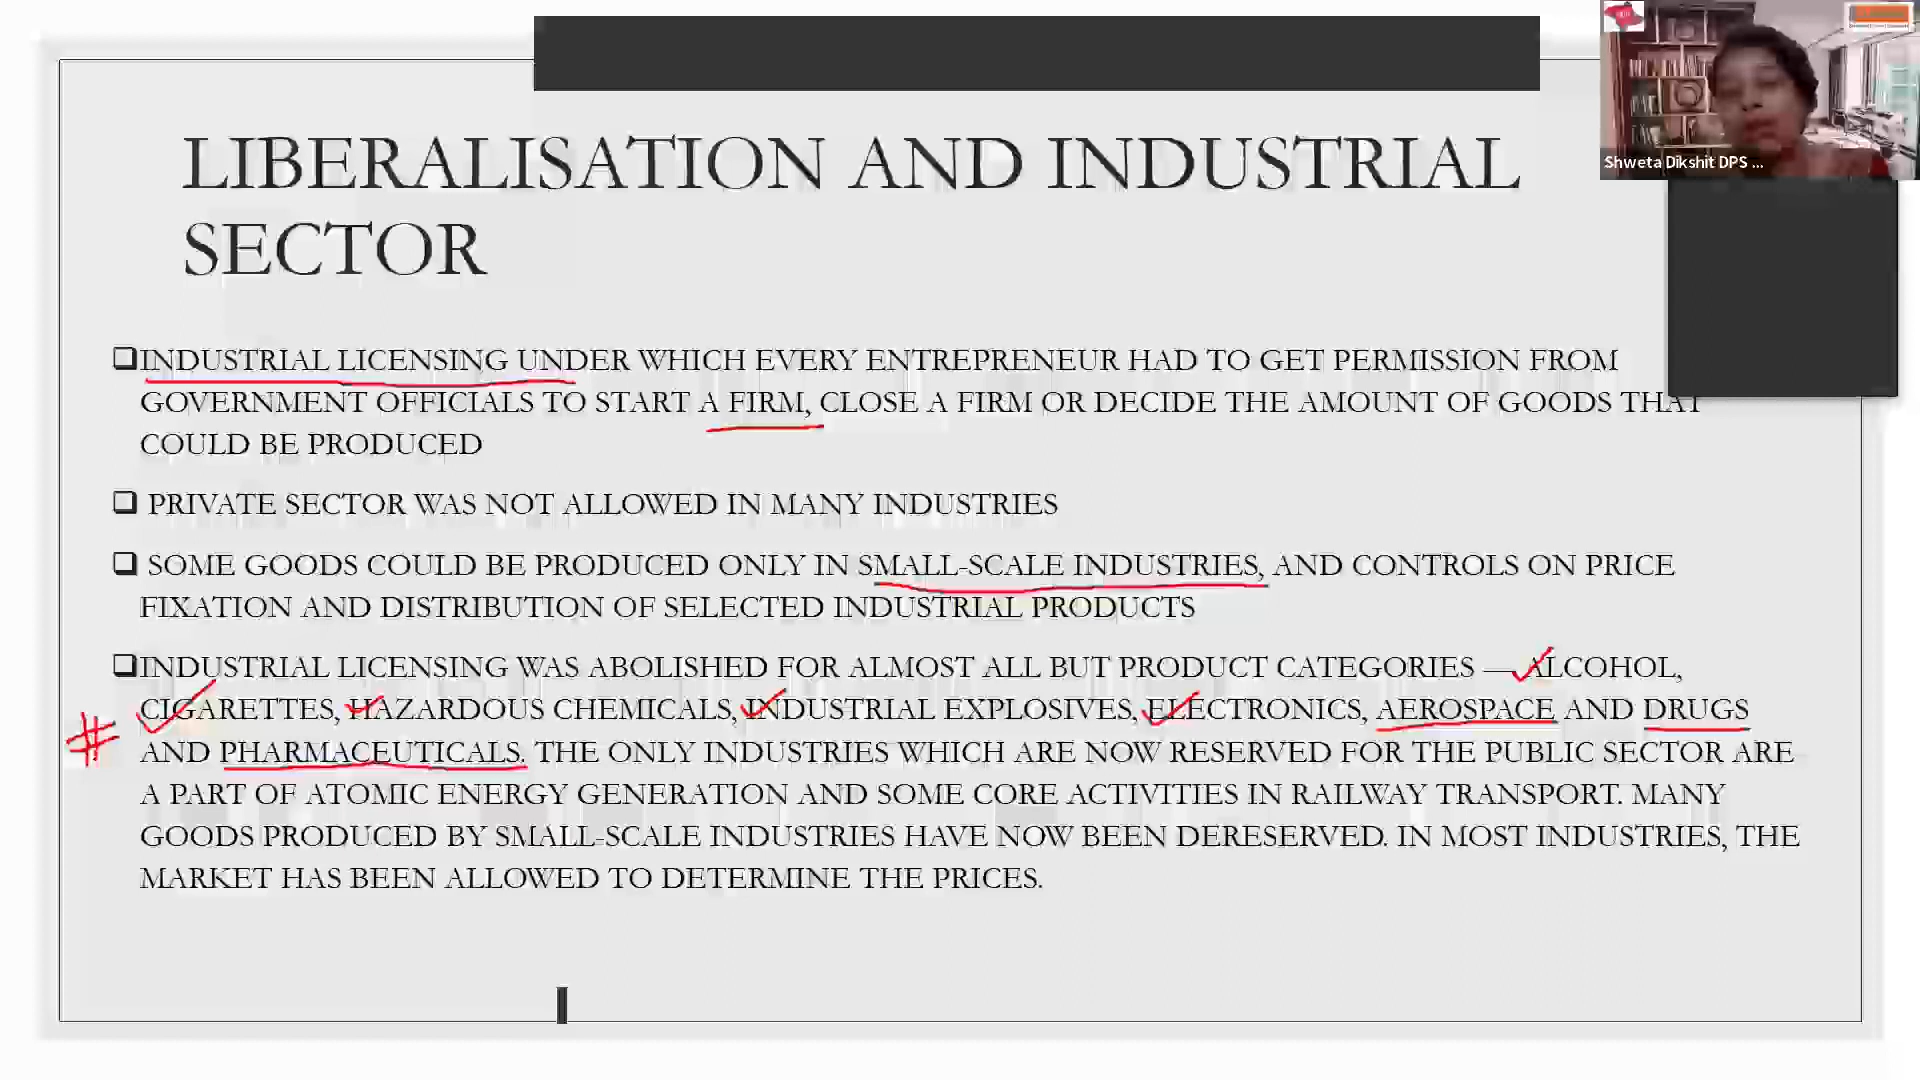 LIBERALISATION AND INDUSTRIAL
SECTOR
Shweta Dikshit DPS ...
❑INDUSTRIAL LICENSING UNDER WHICH EVERY ENTREPRENEUR HAD TO GET PERMISSION FROM
GOVERNMENT OFFICIALS TO START A FIRM, CLOSE A FIRM OR DECIDE THE AMOUNT OF GOODS THAT
COULD BE PRODUCED
❑ PRIVATE SECTOR WAS NOT ALLOWED IN MANY INDUSTRIES
❑ SOME GOODS COULD BE PRODUCED ONLY IN SMALL-SCALE INDUSTRIES, AND CONTROLS ON PRICE
FIXATION AND DISTRIBUTION OF SELECTED INDUSTRIAL PRODUCTS
❑INDUSTRIAL LICENSING WAS ABOLISHED FOR ALMOST ALL BUT PRODUCT CATEGORIES — ALCOHOL,
CIGARETTES, HAZARDOUS CHEMICALS, INDUSTRIAL EXPLOSIVES, ELECTRONICS, AEROSPACE AND DRUGS
# AND PHARMACEUTICALS. THE ONLY INDUSTRIES WHICH ARE NOW RESERVED FOR THE PUBLIC SECTOR ARE
A PART OF ATOMIC ENERGY GENERATION AND SOME CORE ACTIVITIES IN RAILWAY TRANSPORT. MANY
GOODS PRODUCED BY SMALL-SCALE INDUSTRIES HAVE NOW BEEN DERESERVED. IN MOST INDUSTRIES, THE
MARKET HAS BEEN ALLOWED TO DETERMINE THE PRICES.